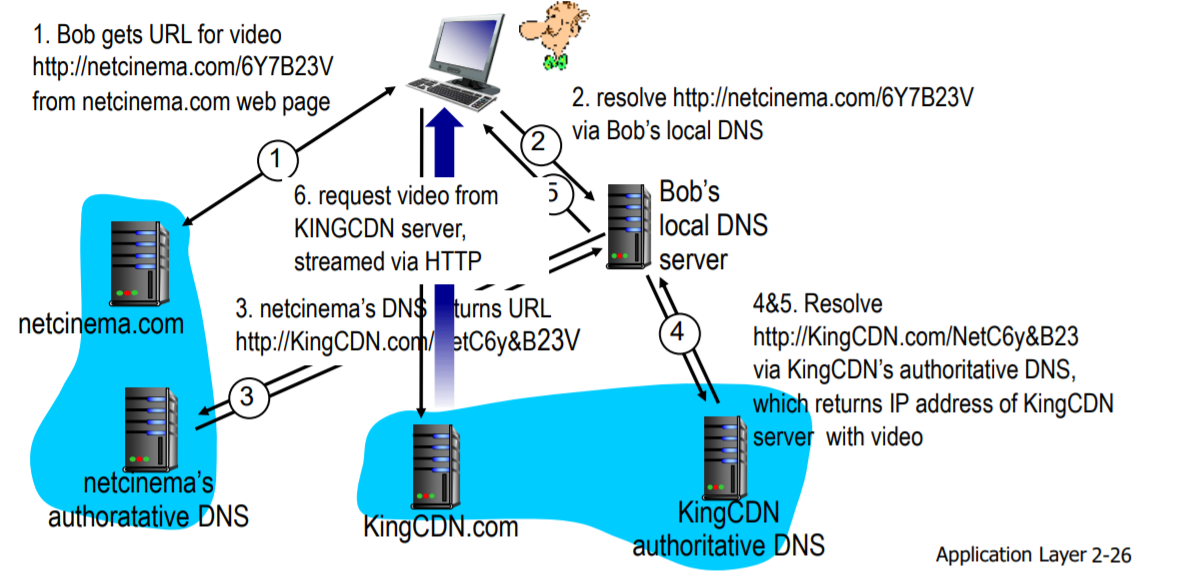 1. Bob gets URL for video
http://netcinema.com/6Y7B23V
from netcinema.com web page
2. resolve http://netcinema.com/6Y7B23V
via Bob's local DNS
1
2
5
6. request video from
KINGCDN server,
streamed via HTTP
Bob's
local DNS
server
netcinema.com
3. netcinema's DNS turns URL
http://KingCDN.com/ etC6y&B23V
3
4
4&5. Resolve
http://KingCDN.com/NetC6y&B23
via KingCDN's authoritative DNS,
which returns IP address of KingCDN
server with video
netcinema's
authoratative DNS
KingCDN.com
KingCDN
authoritative DNS
Application Layer 2-26